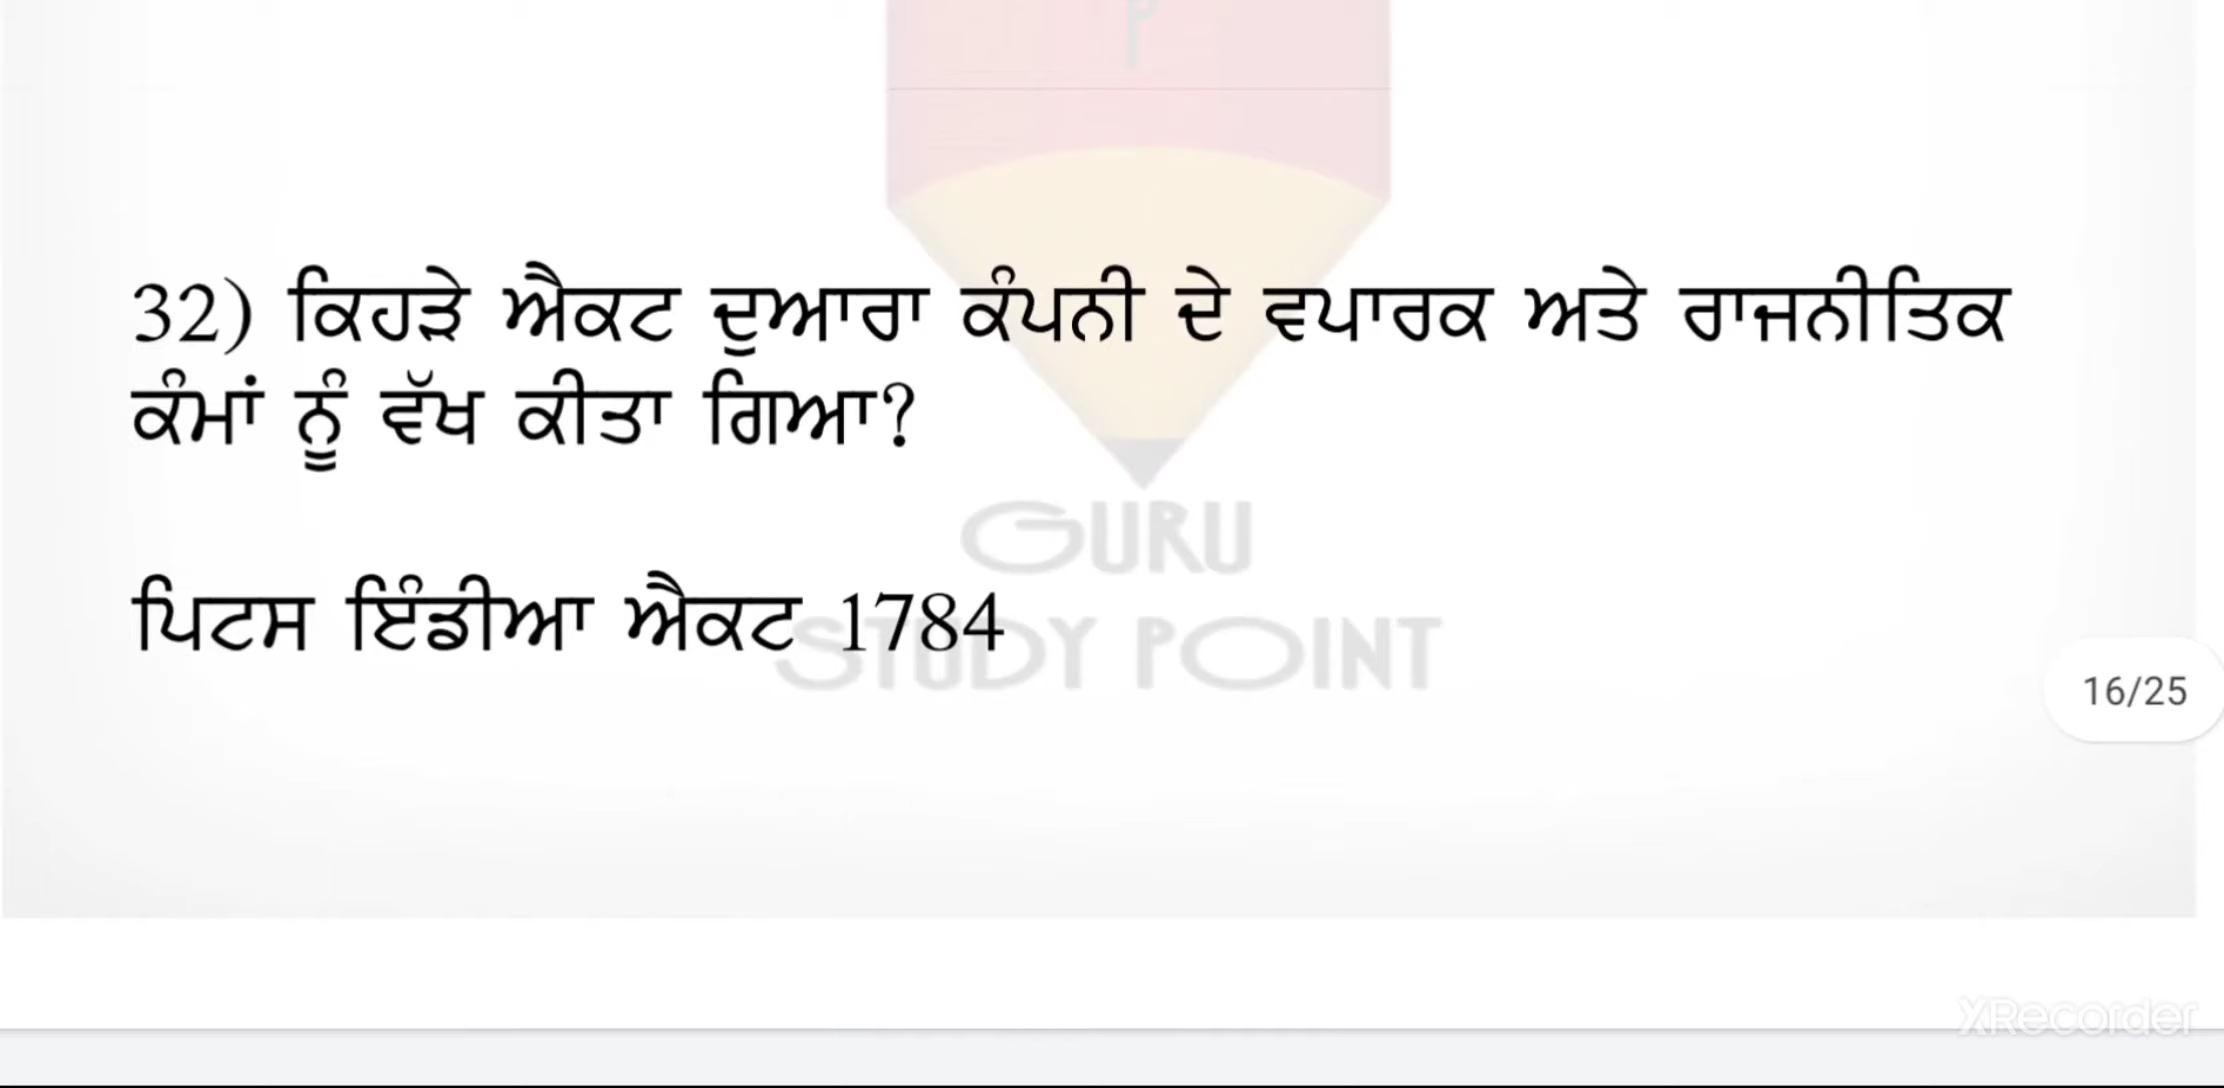 P
32) ਕਿਹੜੇ ਐਕਟ ਦੁਆਰਾ ਕੰਪਨੀ ਦੇ ਵਪਾਰਕ ਅਤੇ ਰਾਜਨੀਤਿਕ
ਕੰਮਾਂ ਨੂੰ ਵੱਖ ਕੀਤਾ ਗਿਆ?
GURU
ਪਿਟਸ ਇੰਡੀਆ ਐਕਟ 1784
STUDY POINT
16/25
XRecorder